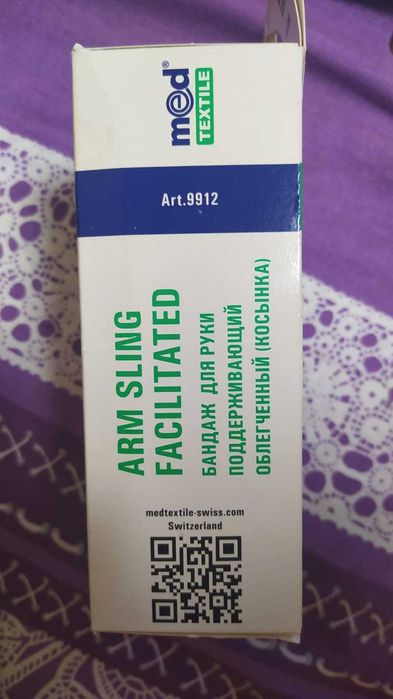 med®
TEXTILE
Art.9912
ARM SLING
FACILITATED
БАНДАЖ ДЛЯ РУКИ
ПОДДЕРЖИВАЮЩИЙ
ОБЛЕГЧЕННЫЙ (КОСЫНКА)
medtextile-swiss.com
Switzerland